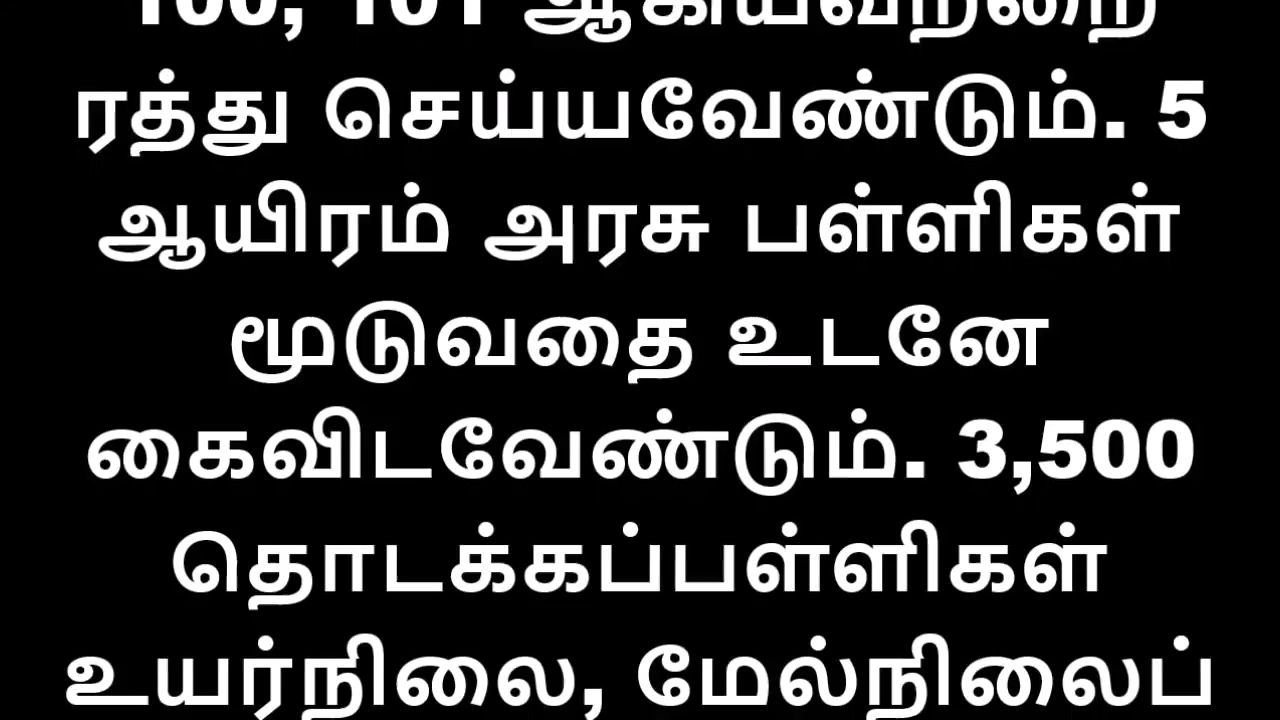 100, 101 ஆகியவற்றை
ரத்து செய்யவேண்டும். 5
ஆயிரம் அரசு பள்ளிகள்
மூடுவதை உடனே
கைவிடவேண்டும். 3,500
தொடக்கப்பள்ளிகள்
உயர்நிலை, மேல்நிலைப்